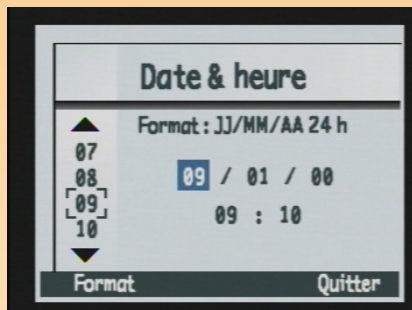 Date & heure
Format : JJ/MM/AA 24 h
07
08
09
10
09 / 01 / 00
09 : 10
Format
Quitter